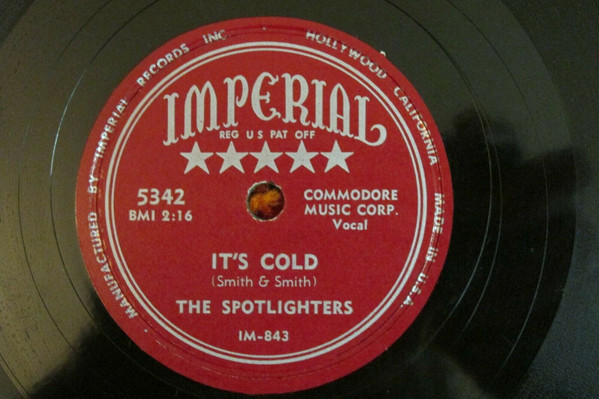 MANUFACTURED BY IMPERIAL RECORDS INC. HOLLYWOOD CALIFORNIA MADE IN U.S.A.
IMPERIAL
REG U S PAT OFF
5342
BMI 2:16
COMMODORE
MUSIC CORP.
Vocal
IT'S COLD
(Smith & Smith)
THE SPOTLIGHTERS
IM-843